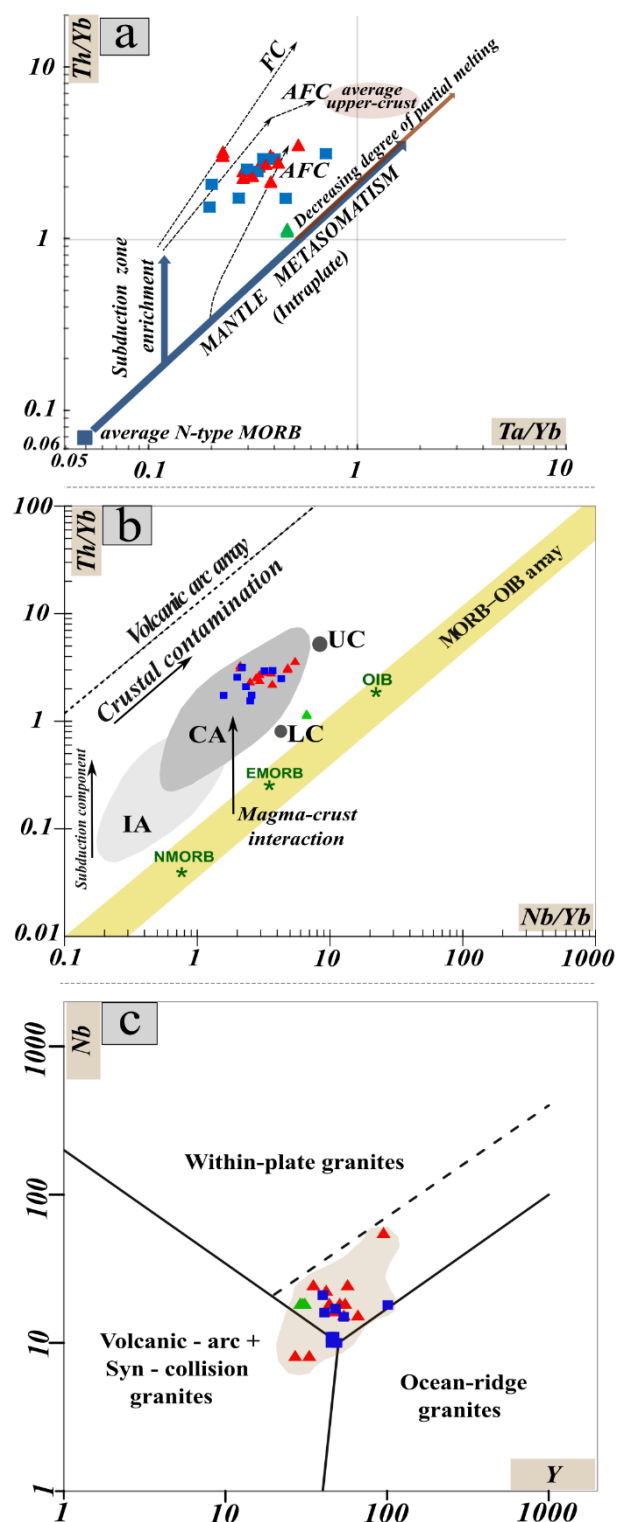 a
Th/Yb
10
1
0.1
0.06
0.05
0.1
1
10
Ta/Yb
FC
AFC
average
upper-crust
AFC
Decreasing degree of partial melting
MANTLE METASOMATISM
(Intraplate)
Subduction zone
enrichment
average N-type MORB
b
Th/Yb
100
10
1
0.1
0.01
0.1
1
10
100
1000
Nb/Yb
Volcanic arc array
Crustal contamination
MORB–OIB array
UC
OIB
CA
LC
EMORB
IA
Magma-crust
interaction
Subduction component
NMORB
c
Nb
1000
100
10
1
1
10
100
1000
Y
Within-plate granites
Volcanic - arc +
Syn - collision
granites
Ocean-ridge
granites